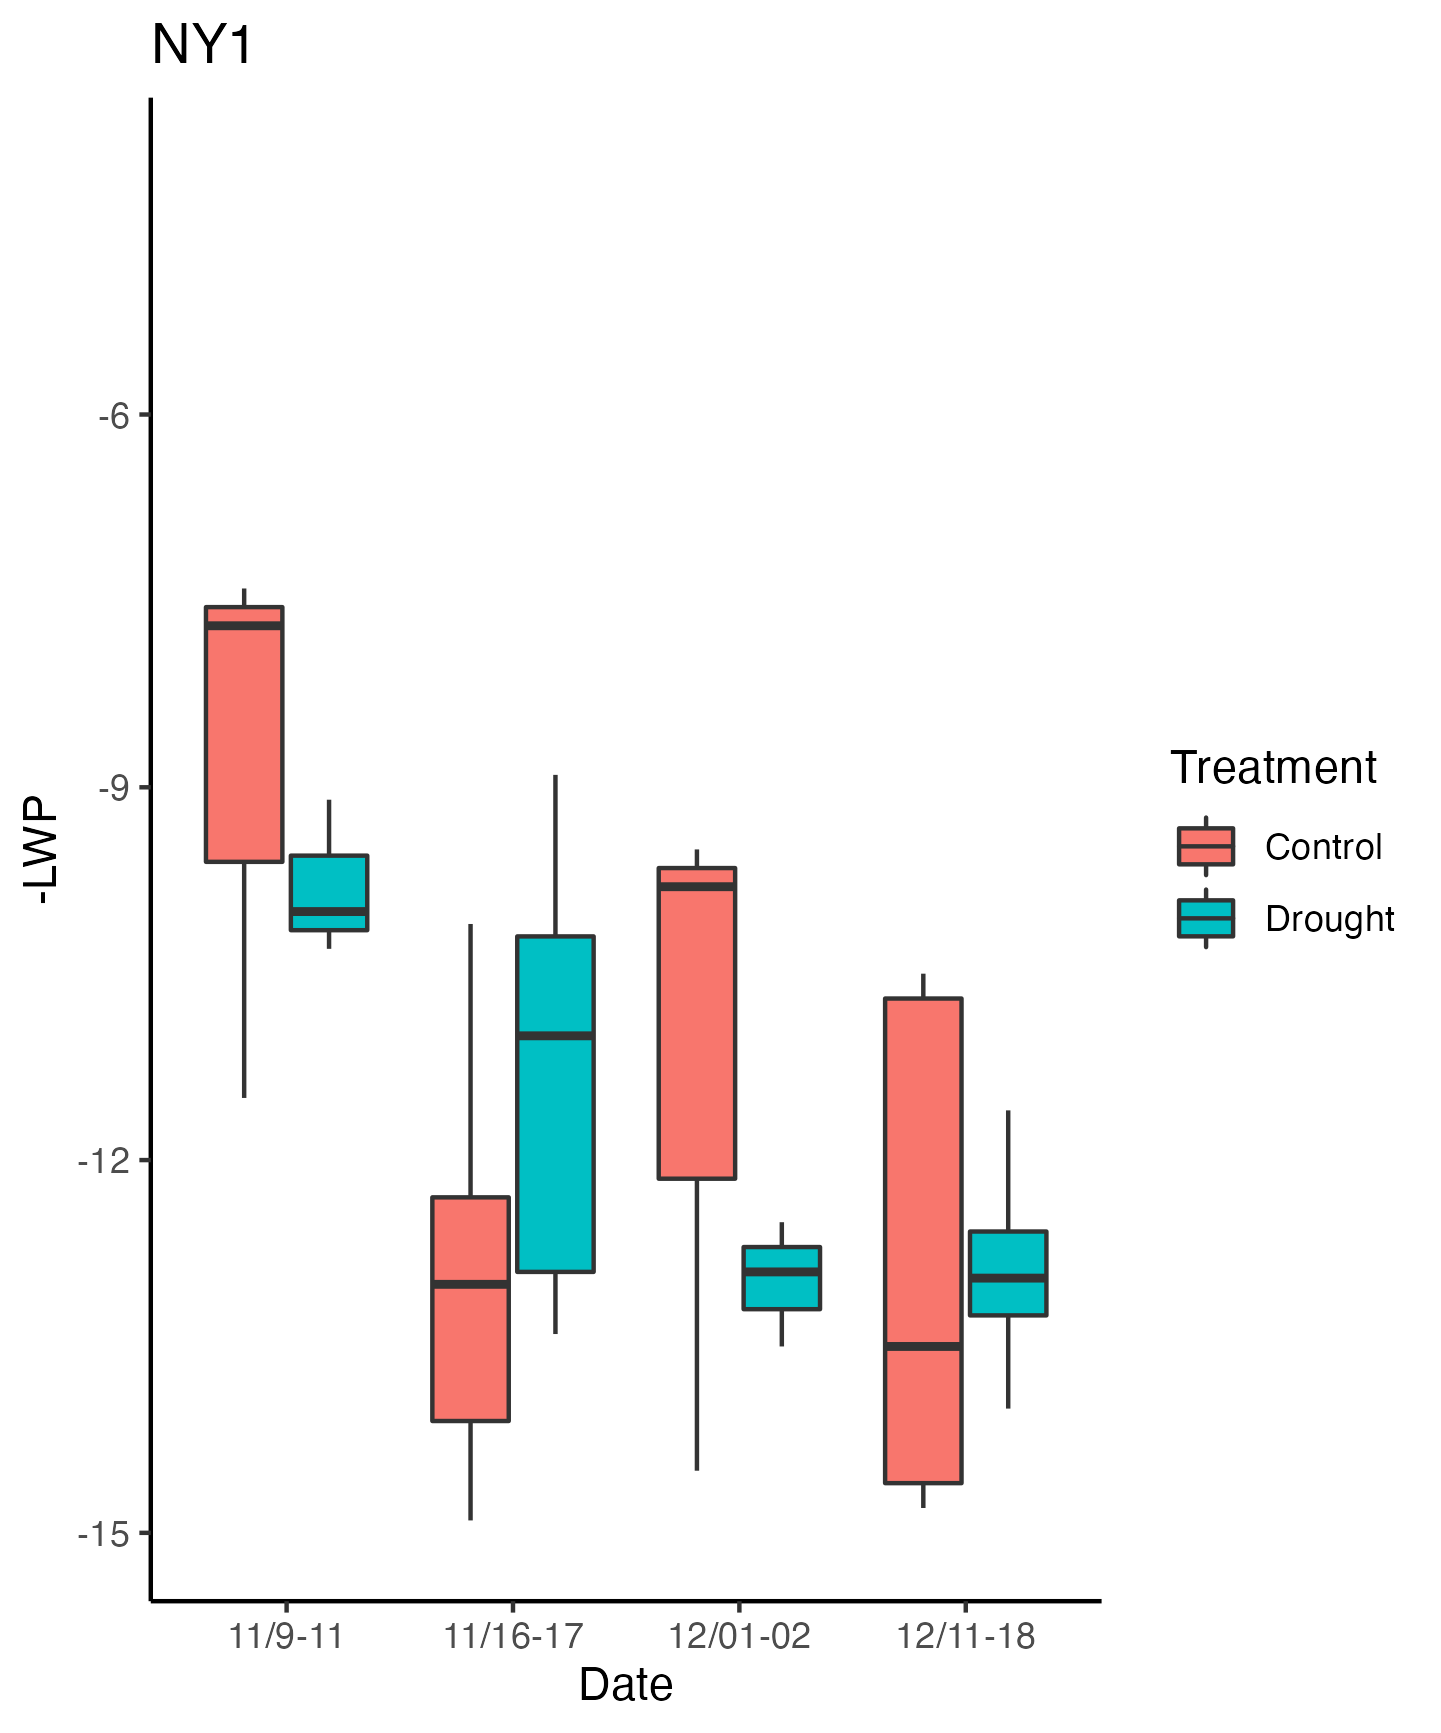 NY1
-6
-9
-12
-15
-LWP
11/9-11
11/16-17
12/01-02
12/11-18
Date
Treatment
Control
Drought